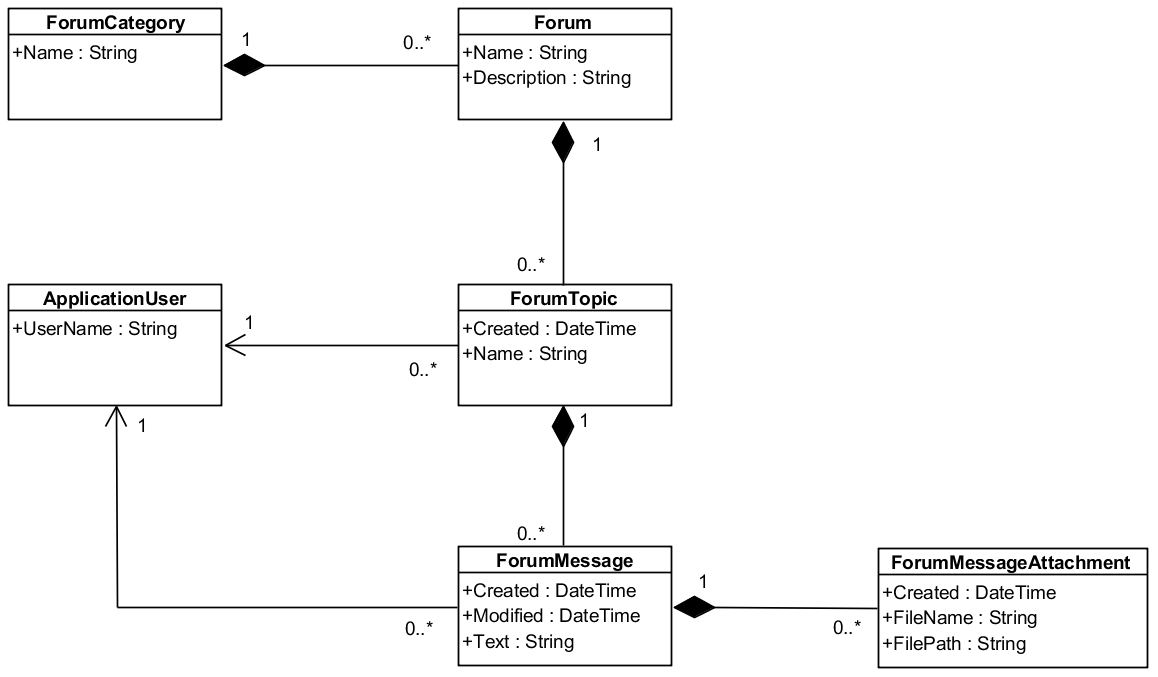 ForumCategory
+Name : String
1
0..*
Forum
+Name : String
+Description : String
1
0..*
ApplicationUser
+UserName : String
1
0..*
ForumTopic
+Created : DateTime
+Name : String
1
1
0..*
0..*
ForumMessage
+Created : DateTime
+Modified : DateTime
+Text : String
1
0..*
ForumMessageAttachment
+Created : DateTime
+FileName : String
+FilePath : String